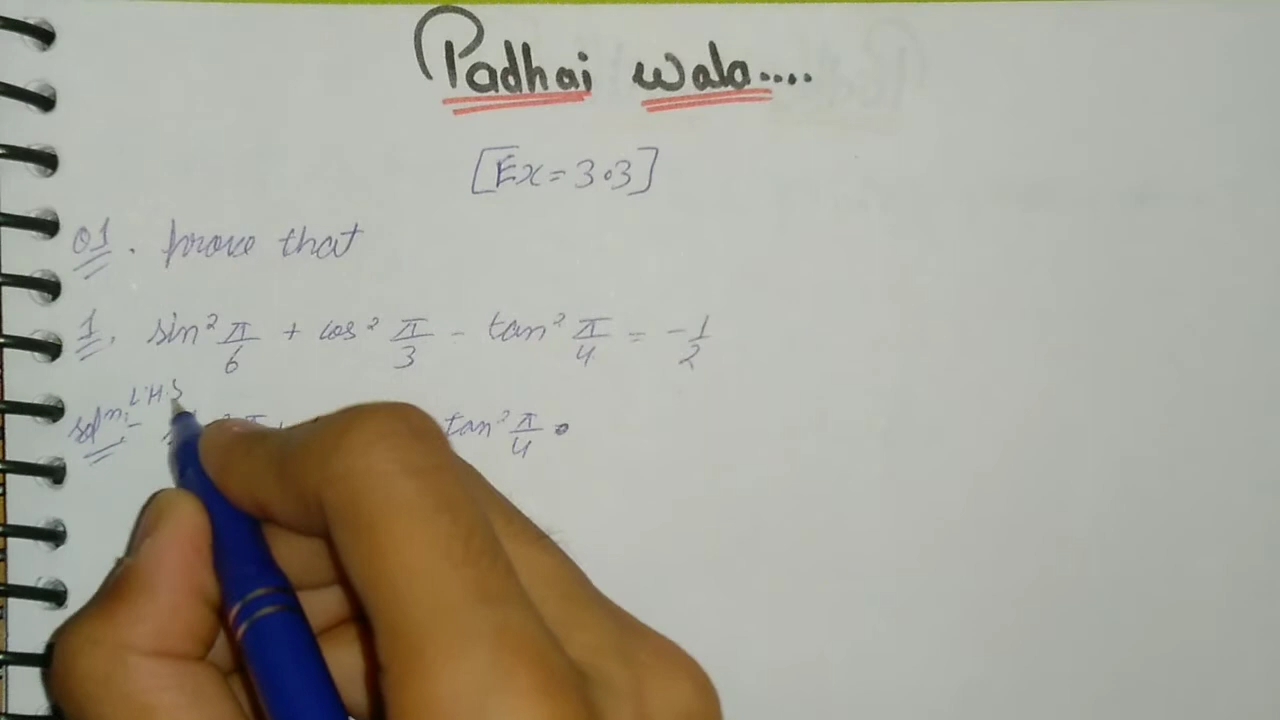 Padhai wala....
[Ex = 3.3]
Q1. prove that
1. sin² π/6 + cos² π/3 - tan² π/4 = -1/2
L.H.S
Solⁿ:- tan² π/4